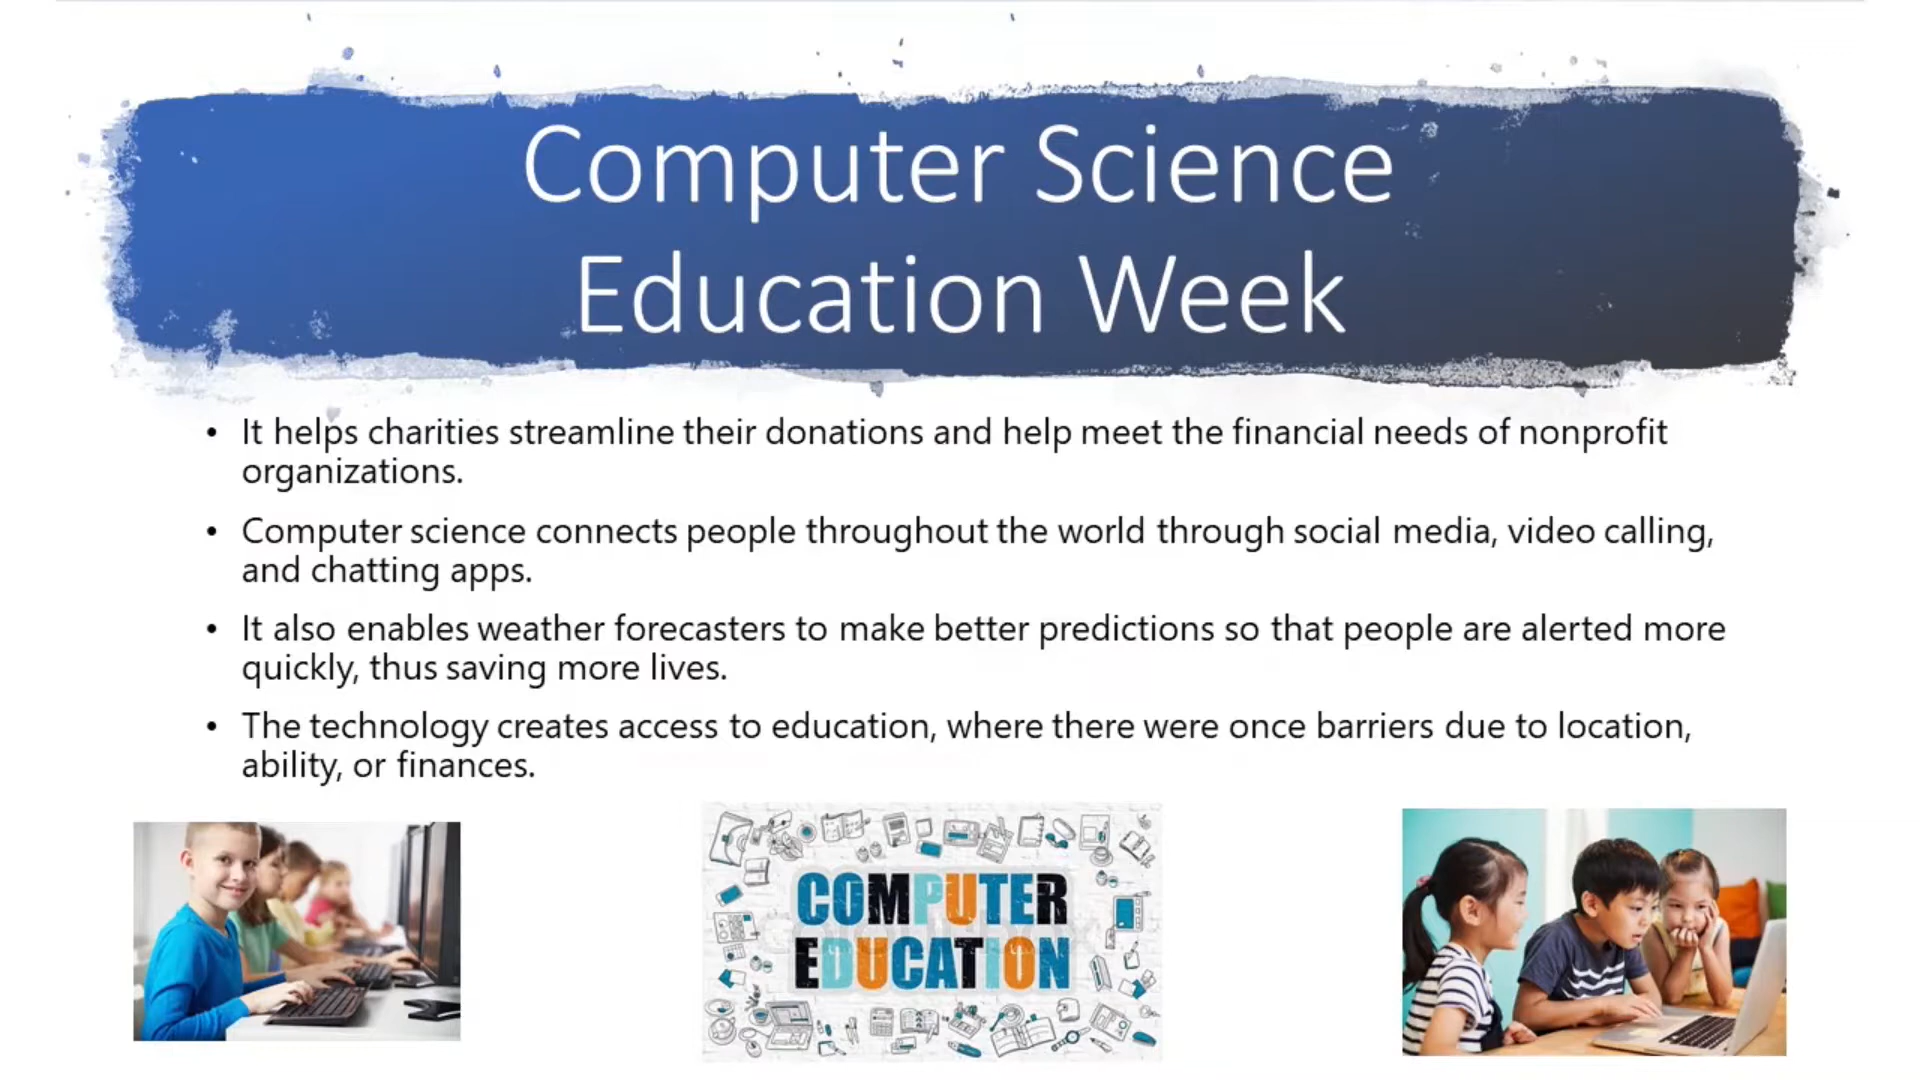 Computer Science
Education Week
• It helps charities streamline their donations and help meet the financial needs of nonprofit
organizations.
• Computer science connects people throughout the world through social media, video calling,
and chatting apps.
• It also enables weather forecasters to make better predictions so that people are alerted more
quickly, thus saving more lives.
• The technology creates access to education, where there were once barriers due to location,
ability, or finances.
COMPUTER
EDUCATION